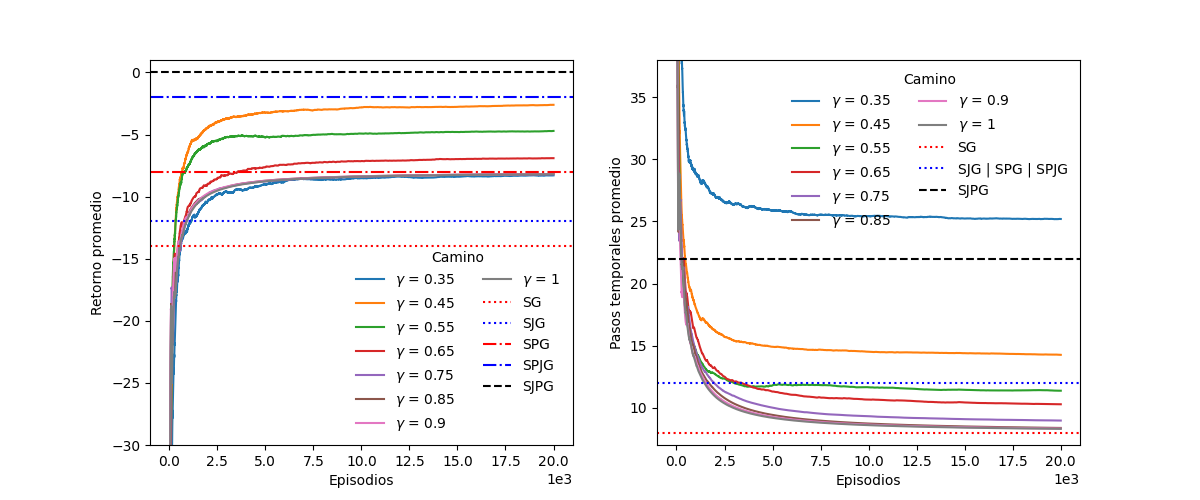 Retorno promedio
0
−5
−10
−15
−20
−25
−30
0.0 2.5 5.0 7.5 10.0 12.5 15.0 17.5 20.0
1e3
Episodios
Camino
γ = 0.35
γ = 0.45
γ = 0.55
γ = 0.65
γ = 0.75
γ = 0.85
γ = 0.9
γ = 1
SG
SJG
SPG
SPJG
SJPG
Pasos temporales promedio
35
30
25
20
15
10
0.0 2.5 5.0 7.5 10.0 12.5 15.0 17.5 20.0
1e3
Episodios
Camino
γ = 0.35
γ = 0.45
γ = 0.55
γ = 0.65
γ = 0.75
γ = 0.85
γ = 0.9
γ = 1
SG
SJG | SPG | SPJG
SJPG